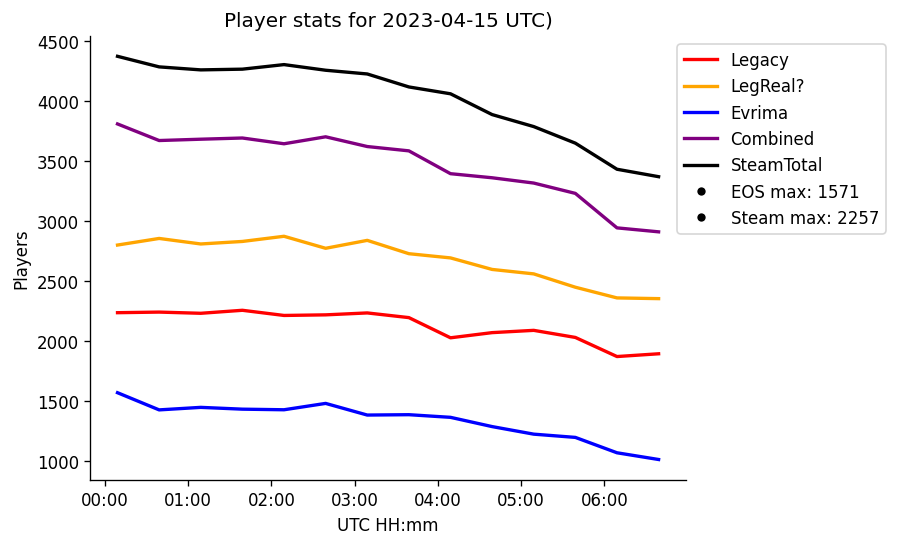 Player stats for 2023-04-15 UTC)
4500
4000
3500
3000
2500
2000
1500
1000
Players
00:00 01:00 02:00 03:00 04:00 05:00 06:00
UTC HH:mm
Legacy
LegReal?
Evrima
Combined
SteamTotal
EOS max: 1571
Steam max: 2257